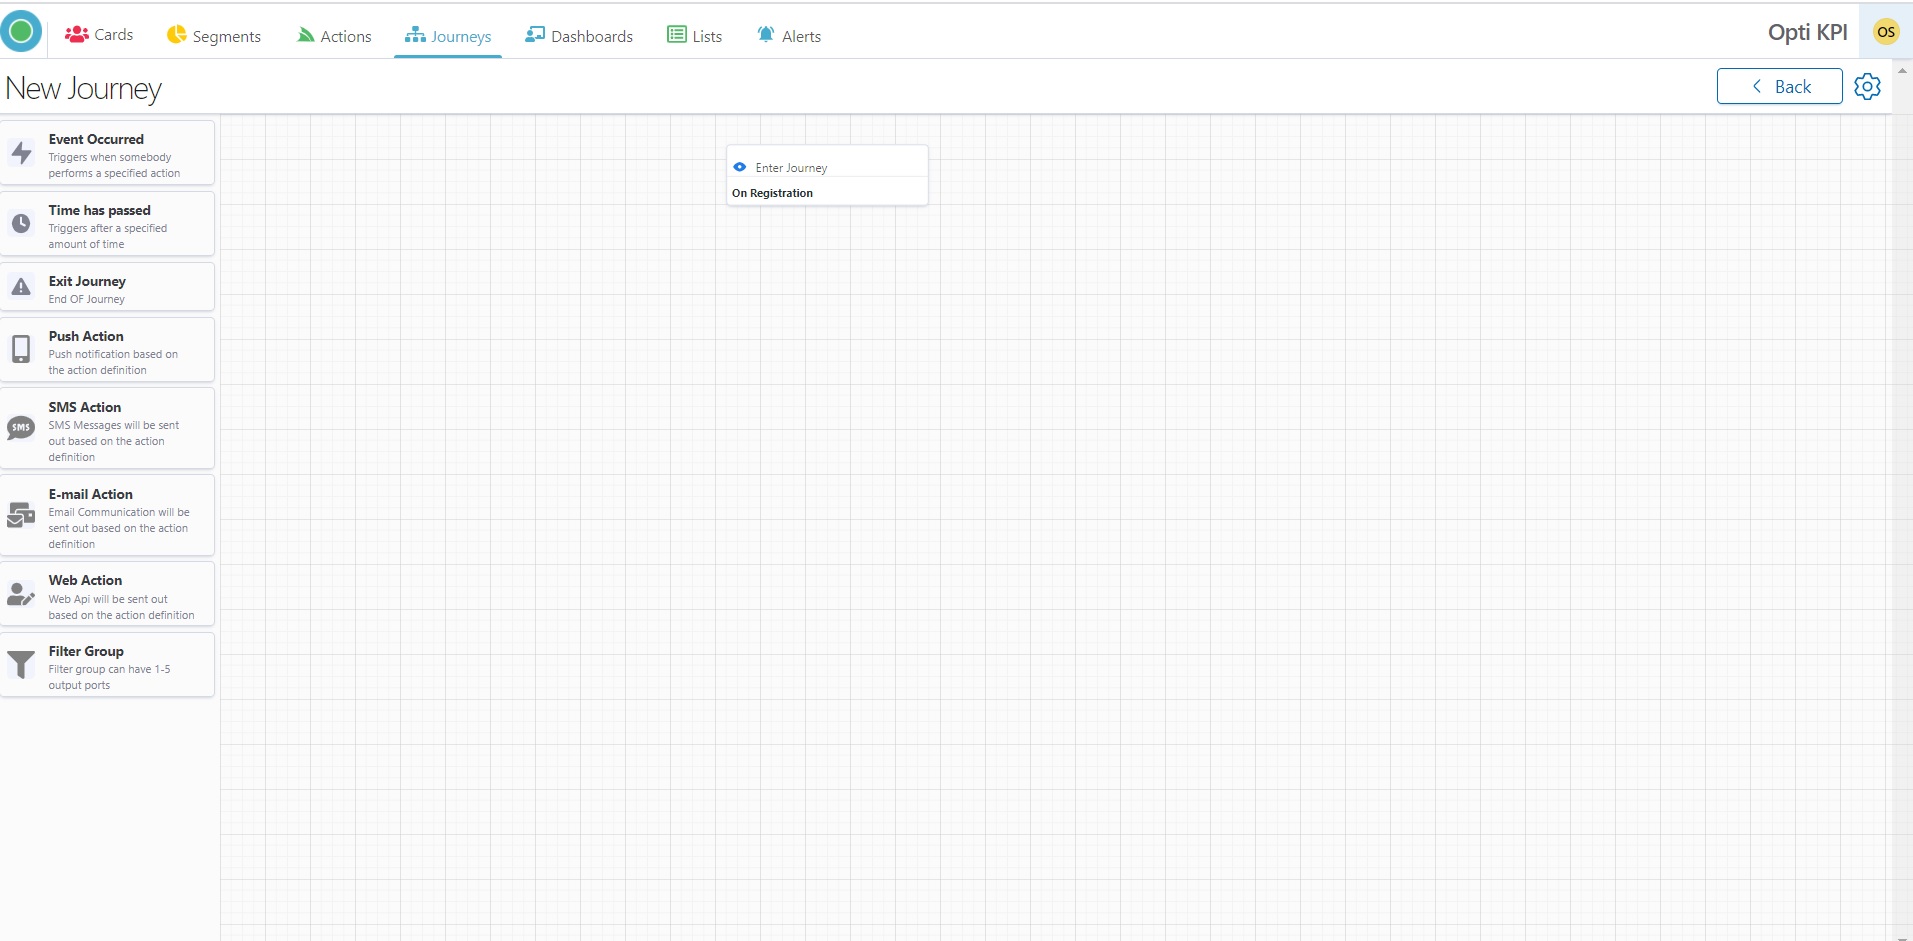 Cards
Segments
Actions
Journeys
Dashboards
Lists
Alerts
Opti KPI
OS
New Journey
Back
Event Occurred
Triggers when somebody
performs a specified action
Time has passed
Triggers after a specified
amount of time
Exit Journey
End OF Journey
Push Action
Push notification based on
the action definition
SMS
SMS Action
SMS Messages will be sent
out based on the action
definition
E-mail Action
Email Communication will be
sent out based on the action
definition
Web Action
Web Api will be sent out
based on the action definition
Filter Group
Filter group can have 1-5
output ports
Enter Journey
On Registration